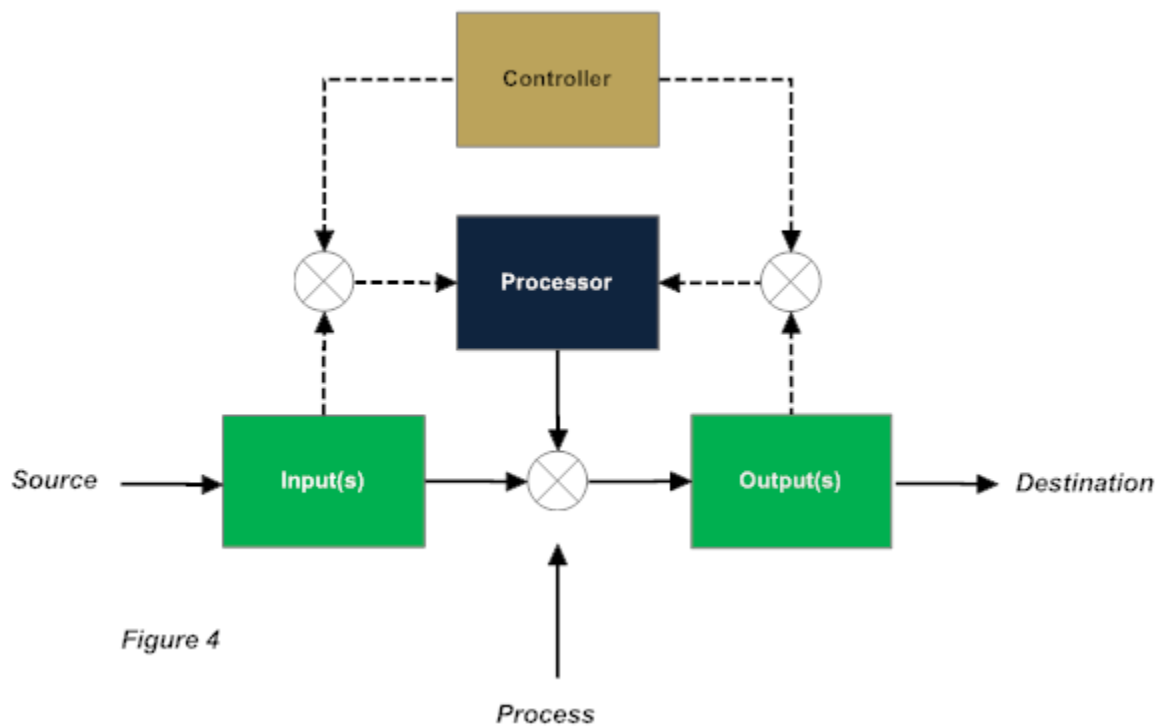 Controller
Processor
Source
Input(s)
Output(s)
Destination
Figure 4
Process